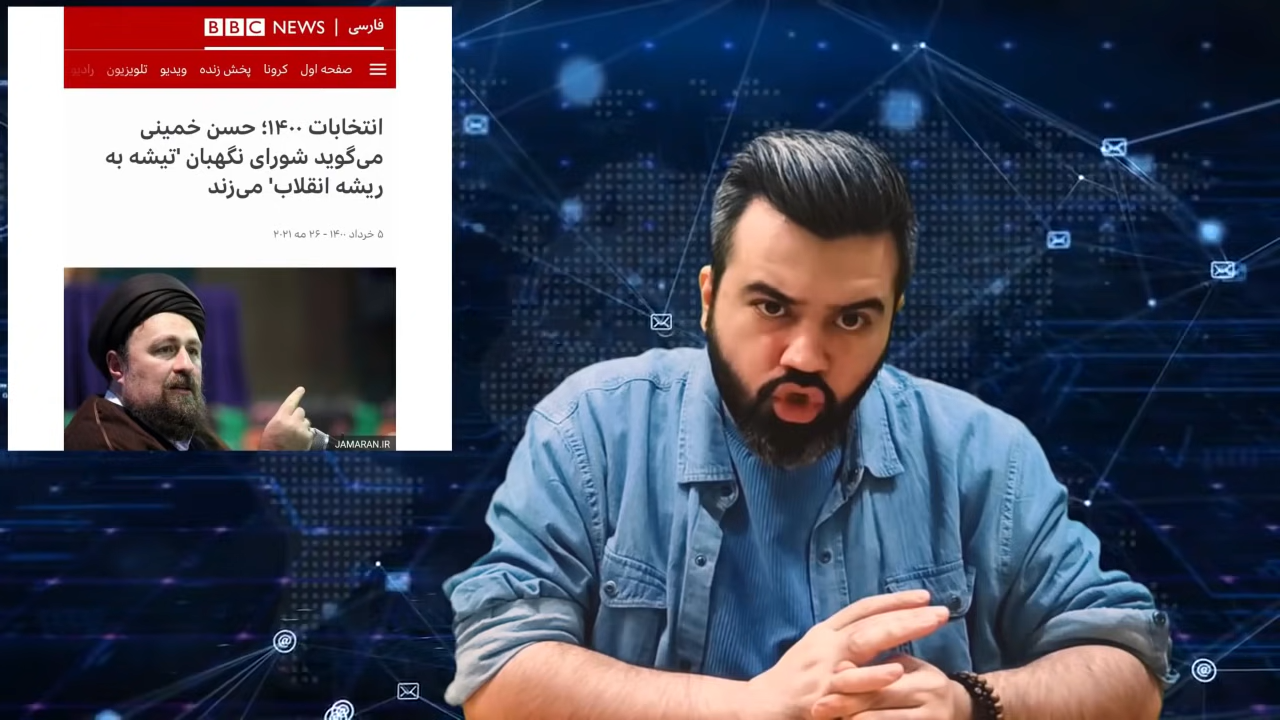 BBC NEWS | فارسی
صفحه اول کرونا پخش زنده ویدیو تلویزیون رادیو
انتخابات ۱۴۰۰؛ حسن خمینی
می‌گوید شورای نگهبان 'تیشه به
ریشه انقلاب' می‌زند
۵ خرداد ۱۴۰۰ - ۲۶ مه ۲۰۲۱
JAMARAN.IR